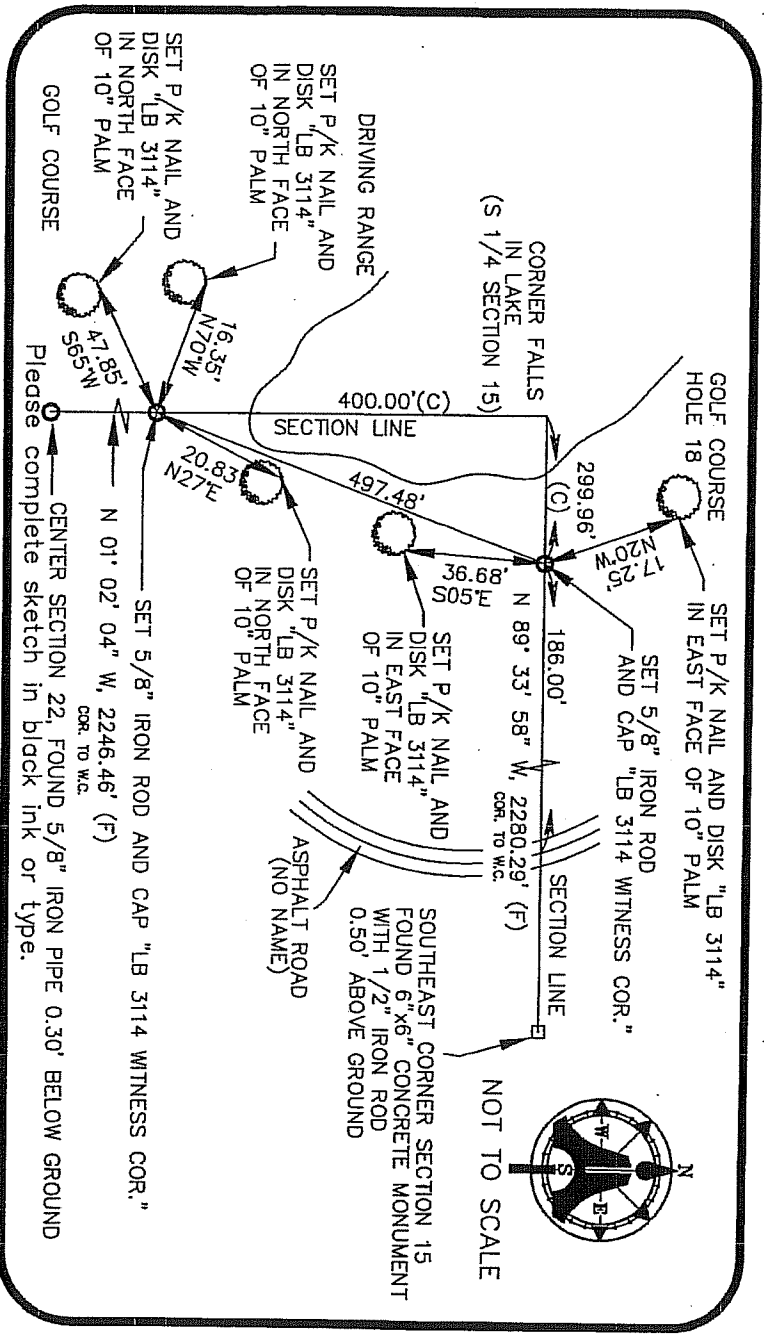 GOLF COURSE
HOLE 18
SET P/K NAIL AND DISK "LB 3114"
IN EAST FACE OF 10" PALM
N
W
E
S
NOT TO SCALE
17.25'
N20°W
SET 5/8" IRON ROD
AND CAP "LB 3114 WITNESS COR."
CORNER FALLS
IN LAKE
(S 1/4 SECTION 15)
299.96'
(C)
186.00'
SECTION LINE
N 89° 33' 58" W, 2280.29' (F)
COR. TO W.C.
SOUTHEAST CORNER SECTION 15
FOUND 6"x6" CONCRETE MONUMENT
WITH 1/2" IRON ROD
0.50' ABOVE GROUND
36.68'
S05°E
SET P/K NAIL AND
DISK "LB 3114"
IN EAST FACE
OF 10" PALM
400.00'(C)
SECTION LINE
497.48'
ASPHALT ROAD
(NO NAME)
DRIVING RANGE
SET P/K NAIL AND
DISK "LB 3114"
IN NORTH FACE
OF 10" PALM
20.83'
N27°E
SET P/K NAIL AND
DISK "LB 3114"
IN NORTH FACE
OF 10" PALM
16.35'
N70°W
SET 5/8" IRON ROD AND CAP "LB 3114 WITNESS COR."
SET P/K NAIL AND
DISK "LB 3114"
IN NORTH FACE
OF 10" PALM
47.85'
S65°W
N 01° 02' 04" W, 2246.46' (F)
COR. TO W.C.
GOLF COURSE
CENTER SECTION 22, FOUND 5/8" IRON PIPE 0.30' BELOW GROUND
Please complete sketch in black ink or type.